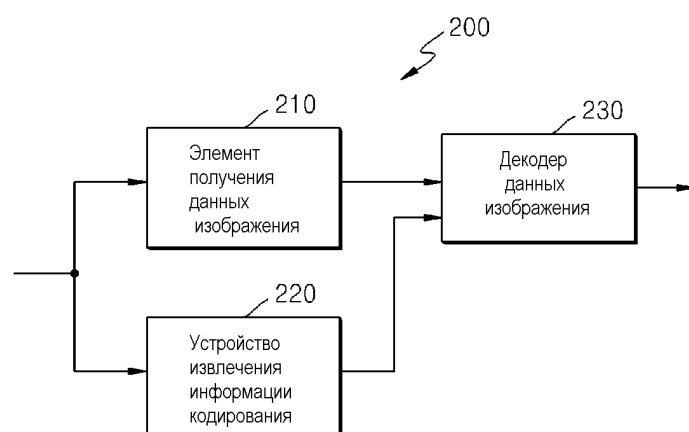 200
210
Элемент
получения
данных
изображения
230
Декодер
данных
изображения
220
Устройство
извлечения
информации
кодирования